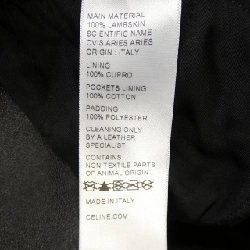 MAIN MATERIAL
100% LAMBSKIN
SCIENTIFIC NAME
OVIS ARIES ARIES
ORIGIN : ITALY
LINING
100% CUPRO
POCKETS LINING
100% COTTON
PADDING
100% POLYESTER
CLEANING ONLY
BY A LEATHER
SPECIALIST
CONTAINS
NON TEXTILE PARTS
OF ANIMAL ORIGIN
MADE IN ITALY
CELINE.COM